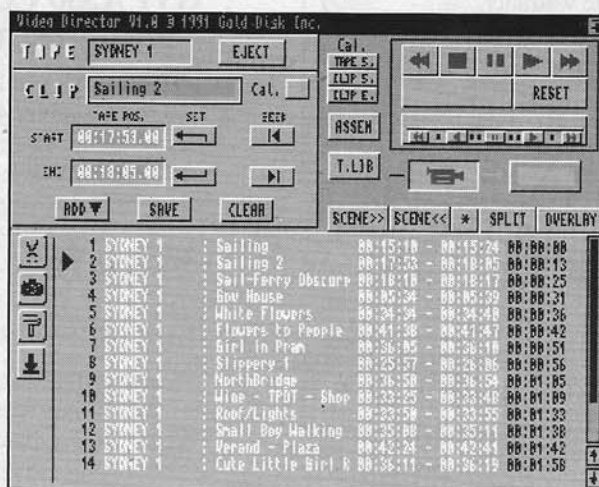 Video Director V1.0 © 1991 Gold Disk Inc.
TAPE SYDNEY 1 EJECT
CLIP Sailing 2 Cal.
TAPE POS. SET SEEK
START 00:17:53.00
END 00:18:05.00
ADD SAVE CLEAR
Cal.
TAPE S.
CLIP S.
CLIP E.
ASSEM
T.LIB
RESET
SCENE>> SCENE<< * SPLIT OVERLAY
1 SYDNEY 1 : Sailing 00:15:10 - 00:15:24 00:00:00
2 SYDNEY 1 : Sailing 2 00:17:53 - 00:18:05 00:00:13
3 SYDNEY 1 : Sail-Ferry Obscure 00:18:10 - 00:18:17 00:00:25
4 SYDNEY 1 : Gov House 00:05:34 - 00:05:39 00:00:31
5 SYDNEY 1 : White Flowers 00:34:34 - 00:34:40 00:00:36
6 SYDNEY 1 : Flowers to People 00:41:38 - 00:41:47 00:00:42
7 SYDNEY 1 : Girl in Pram 00:36:05 - 00:36:10 00:00:51
8 SYDNEY 1 : Slippery 1 00:25:57 - 00:26:06 00:00:56
9 SYDNEY 1 : NorthBridge 00:36:50 - 00:36:54 00:01:05
10 SYDNEY 1 : Wine - TPDT - Shop 00:33:25 - 00:33:48 00:01:09
11 SYDNEY 1 : Roof/Lights 00:23:50 - 00:23:55 00:01:33
12 SYDNEY 1 : Small Boy Walking 00:35:08 - 00:35:11 00:01:38
13 SYDNEY 1 : Verand - Plaza 00:42:24 - 00:42:41 00:01:42
14 SYDNEY 1 : Cute Little Girl R 00:36:11 - 00:36:19 00:01:58